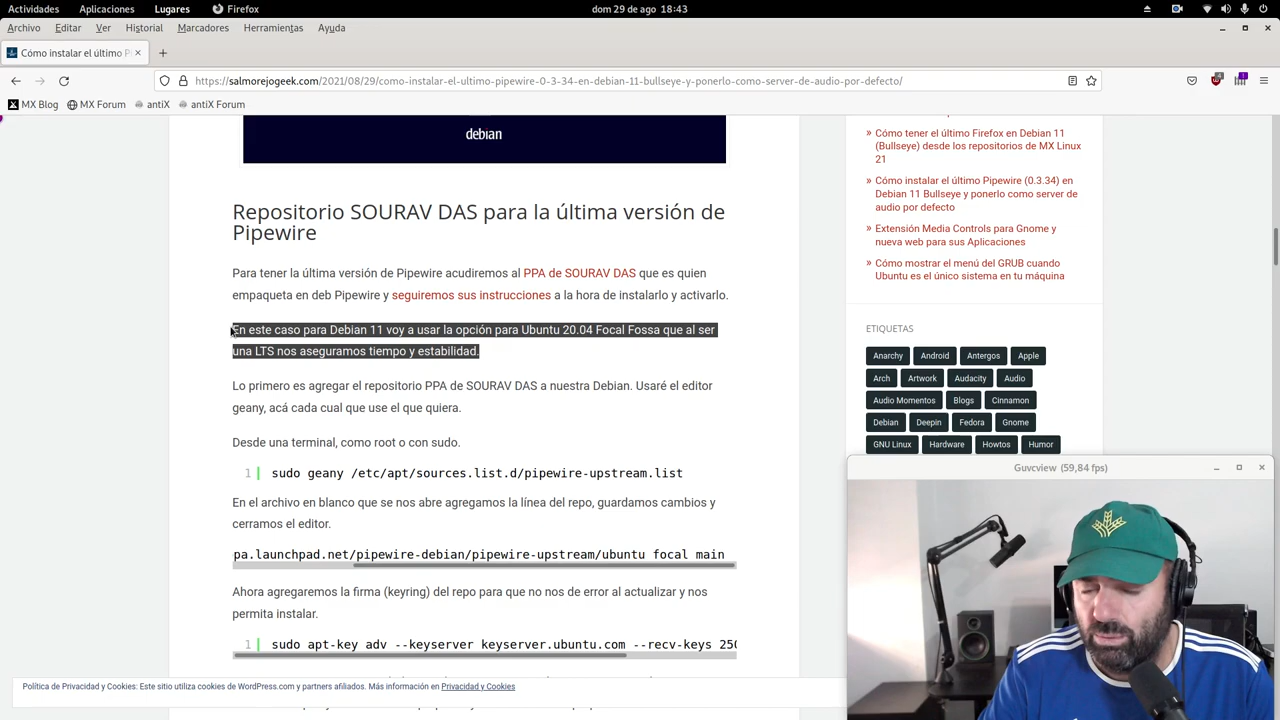 Actividades Aplicaciones Lugares Firefox dom 29 de ago 18:43
Archivo Editar Ver Historial Marcadores Herramientas Ayuda
Cómo instalar el último P
https://salmorejogeek.com/2021/08/29/como-instalar-el-ultimo-pipewire-0-3-34-en-debian-11-bullseye-y-ponerlo-como-server-de-audio-por-defecto/
MX Blog MX Forum antiX antiX Forum
debian
Repositorio SOURAV DAS para la última versión de
Pipewire
Para tener la última versión de Pipewire acudiremos al PPA de SOURAV DAS que es quien
empaqueta en deb Pipewire y seguiremos sus instrucciones a la hora de instalarlo y activarlo.
En este caso para Debian 11 voy a usar la opción para Ubuntu 20.04 Focal Fossa que al ser
una LTS nos aseguramos tiempo y estabilidad.
Lo primero es agregar el repositorio PPA de SOURAV DAS a nuestra Debian. Usaré el editor
geany, acá cada cual que use el que quiera.
Desde una terminal, como root o con sudo.
1 sudo geany /etc/apt/sources.list.d/pipewire-upstream.list
En el archivo en blanco que se nos abre agregamos la línea del repo, guardamos cambios y
cerramos el editor.
pa.launchpad.net/pipewire-debian/pipewire-upstream/ubuntu focal main
Ahora agregaremos la firma (keyring) del repo para que no nos de error al actualizar y nos
permita instalar.
1 sudo apt-key adv --keyserver keyserver.ubuntu.com --recv-keys 250
Política de Privacidad y Cookies: Este sitio utiliza cookies de WordPress.com y partners afiliados. Más información en Privacidad y Cookies
» Cómo tener el último Firefox en Debian 11
(Bullseye) desde los repositorios de MX Linux
21
» Cómo instalar el último Pipewire (0.3.34) en
Debian 11 Bullseye y ponerlo como server de
audio por defecto
» Extensión Media Controls para Gnome y
nueva web para sus Aplicaciones
» Cómo mostrar el menú del GRUB cuando
Ubuntu es el único sistema en tu máquina
ETIQUETAS
Anarchy Android Antergos Apple
Arch Artwork Audacity Audio
Audio Momentos Blogs Cinnamon
Debian Deepin Fedora Gnome
GNU Linux Hardware Howtos Humor
Guvcview (59,84 fps)